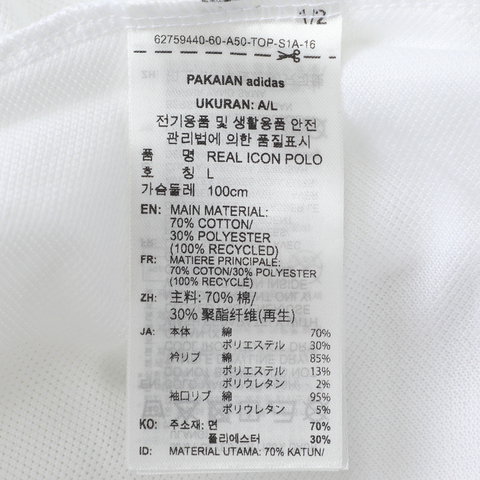 1/2
62759440-60-A50-TOP-S1A-16
PAKAIAN adidas
UKURAN: A/L
전기용품 및 생활용품 안전
관리법에 의한 품질표시
품 명 REAL ICON POLO
호 칭 L
가슴둘레 100cm
EN: MAIN MATERIAL:
70% COTTON/
30% POLYESTER
(100% RECYCLED)
FR: MATIERE PRINCIPALE:
70% COTON/30% POLYESTER
(100% RECYCLÉ)
ZH: 主料: 70% 棉/
30% 聚酯纤维(再生)
JA: 本体 綿 70%
ポリエステル 30%
衿リブ 綿 85%
ポリエステル 13%
ポリウレタン 2%
袖口リブ 綿 95%
ポリウレタン 5%
KO: 주소재: 면 70%
폴리에스터 30%
ID: MATERIAL UTAMA: 70% KATUN/